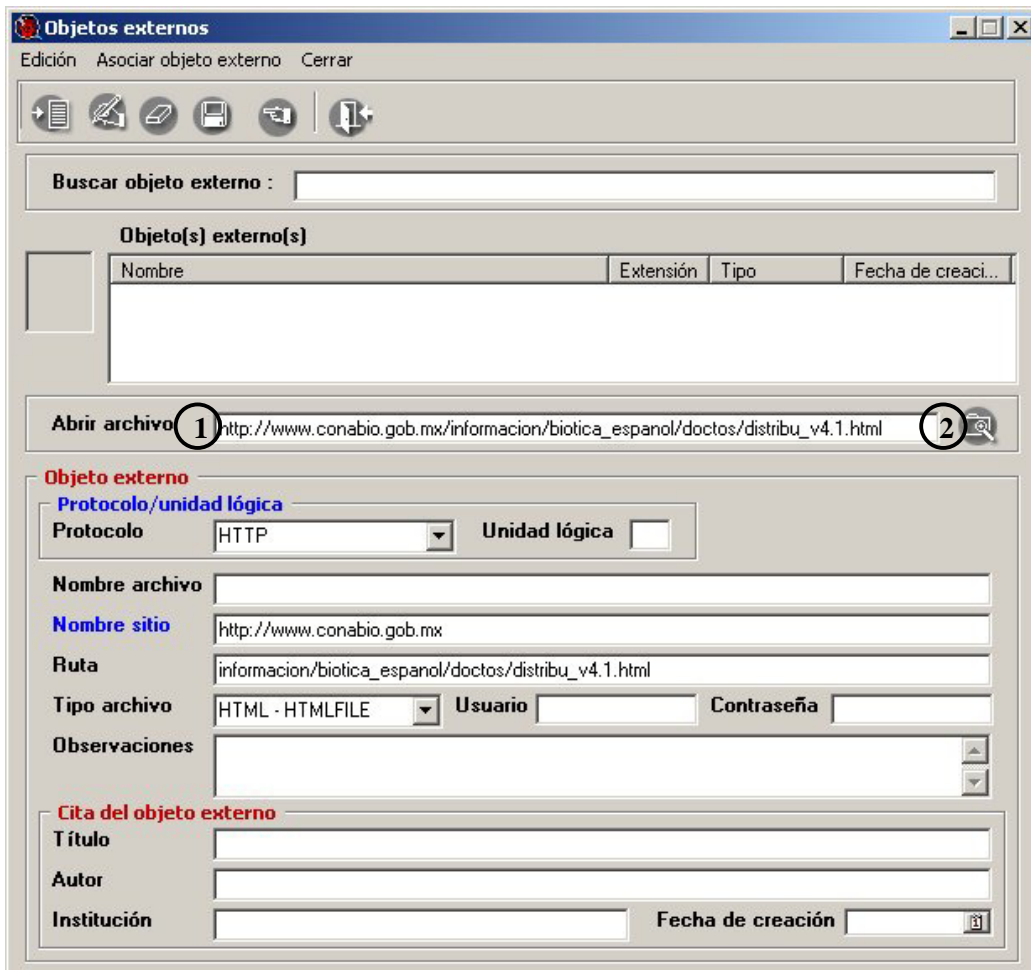 Objetos externos
Edición Asociar objeto externo Cerrar
Buscar objeto externo :
Objeto(s) externo(s)
Nombre Extensión Tipo Fecha de creaci...
Abrir archivo 1 http://www.conabio.gob.mx/informacion/biotica_espanol/doctos/distribu_v4.1.html 2
Objeto externo
Protocolo/unidad lógica
Protocolo HTTP Unidad lógica
Nombre archivo
Nombre sitio http://www.conabio.gob.mx
Ruta informacion/biotica_espanol/doctos/distribu_v4.1.html
Tipo archivo HTML - HTMLFILE Usuario Contraseña
Observaciones
Cita del objeto externo
Título
Autor
Institución Fecha de creación